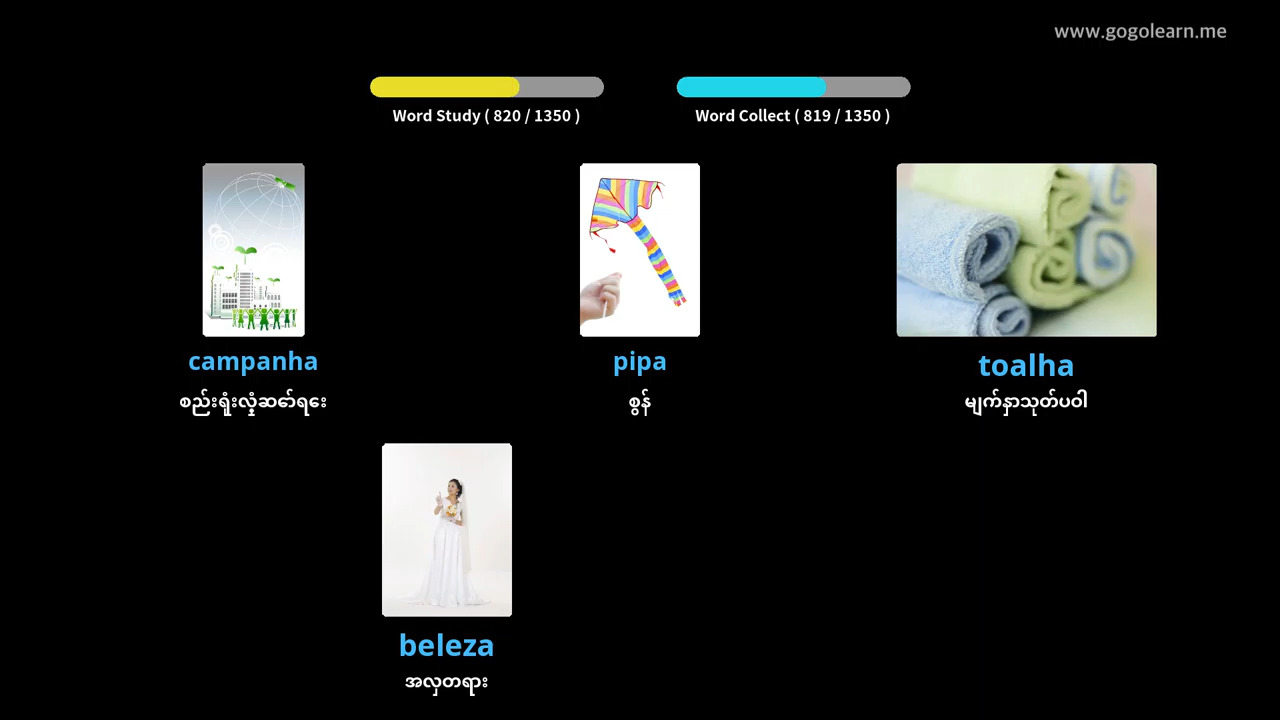 www.gogolearn.me
Word Study ( 820 / 1350 )
Word Collect ( 819 / 1350 )
campanha
pipa
toalha
စည်းရုံးလှုံ့ဆော်ရေး
စွန်
မျက်နှာသုတ်ပဝါ
beleza
အလှတရား